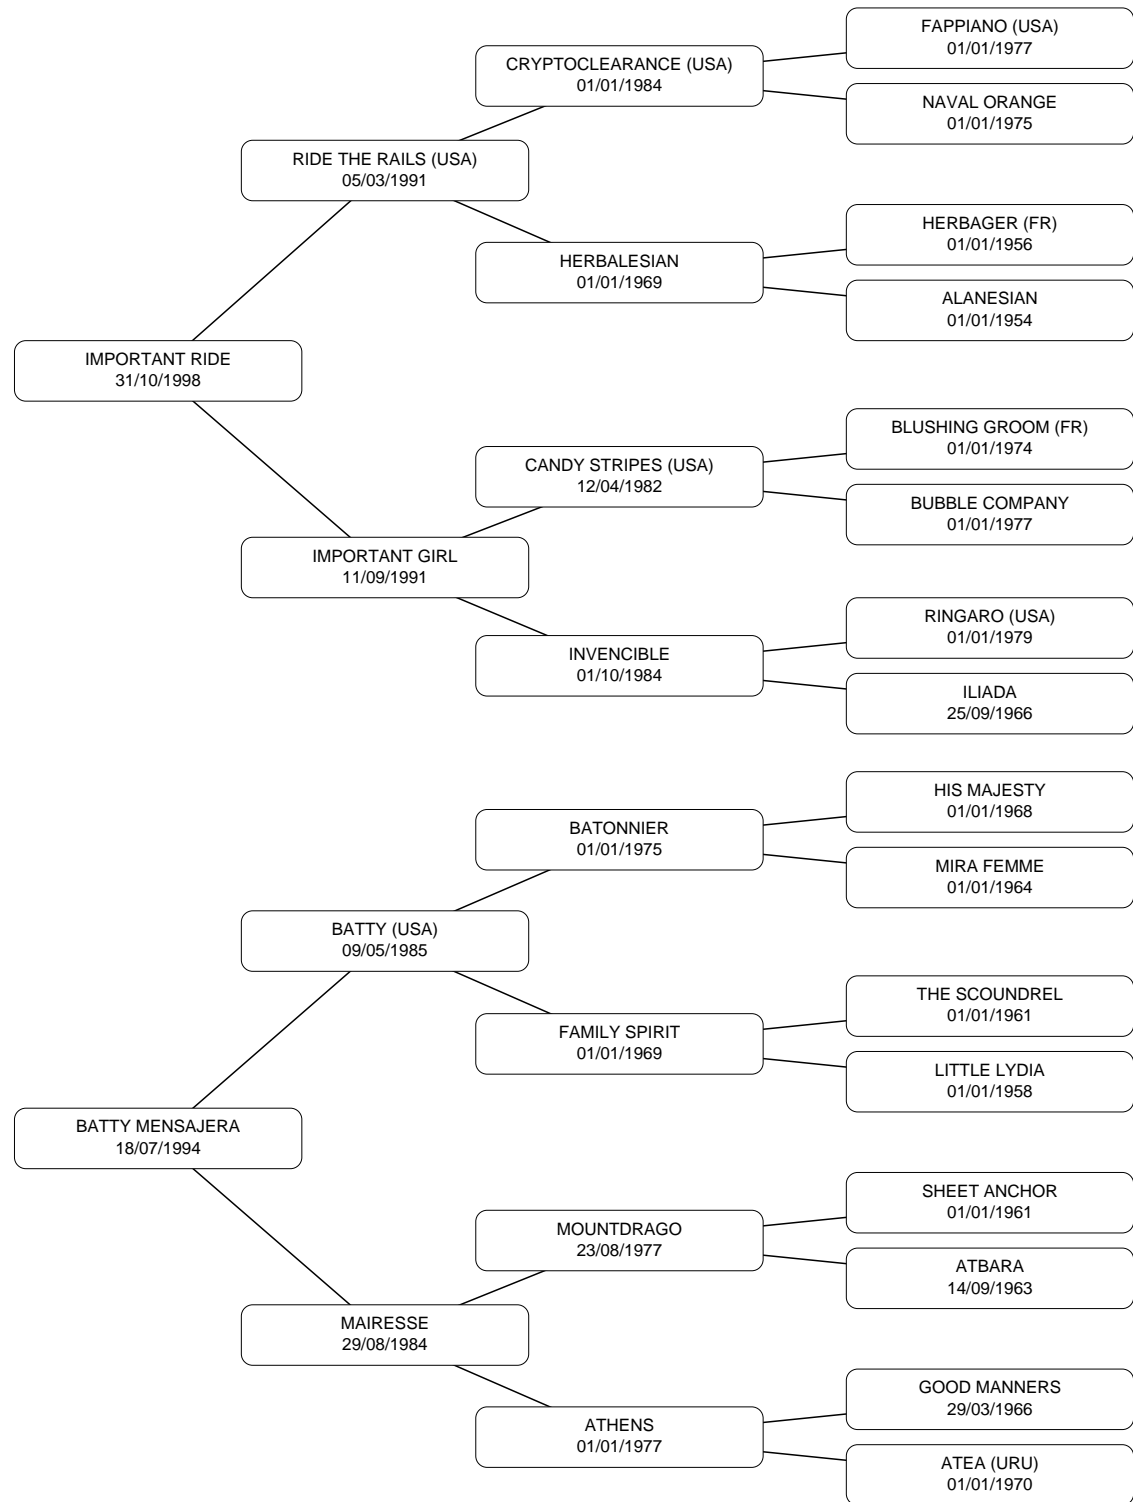 FAPPIANO (USA)
01/01/1977
CRYPTOCLEARANCE (USA)
01/01/1984
NAVAL ORANGE
01/01/1975
RIDE THE RAILS (USA)
05/03/1991
HERBAGER (FR)
01/01/1956
HERBALESIAN
01/01/1969
ALANESIAN
01/01/1954
IMPORTANT RIDE
31/10/1998
BLUSHING GROOM (FR)
01/01/1974
CANDY STRIPES (USA)
12/04/1982
BUBBLE COMPANY
01/01/1977
IMPORTANT GIRL
11/09/1991
RINGARO (USA)
01/01/1979
INVENCIBLE
01/10/1984
ILIADA
25/09/1966
HIS MAJESTY
01/01/1968
BATONNIER
01/01/1975
MIRA FEMME
01/01/1964
BATTY (USA)
09/05/1985
THE SCOUNDREL
01/01/1961
FAMILY SPIRIT
01/01/1969
LITTLE LYDIA
01/01/1958
BATTY MENSAJERA
18/07/1994
SHEET ANCHOR
01/01/1961
MOUNTDRAGO
23/08/1977
ATBARA
14/09/1963
MAIRESSE
29/08/1984
GOOD MANNERS
29/03/1966
ATHENS
01/01/1977
ATEA (URU)
01/01/1970